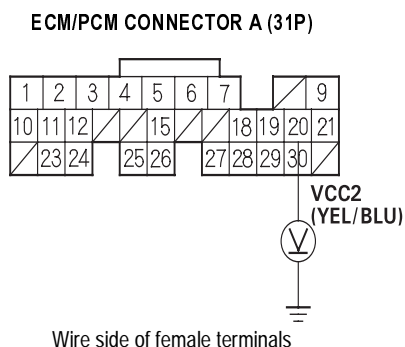 ECM/PCM CONNECTOR A (31P)
1 2 3 4 5 6 7 9
10 11 12 15 18 19 20 21
23 24 25 26 27 28 29 30
VCC2
(YEL/BLU)
V
Wire side of female terminals